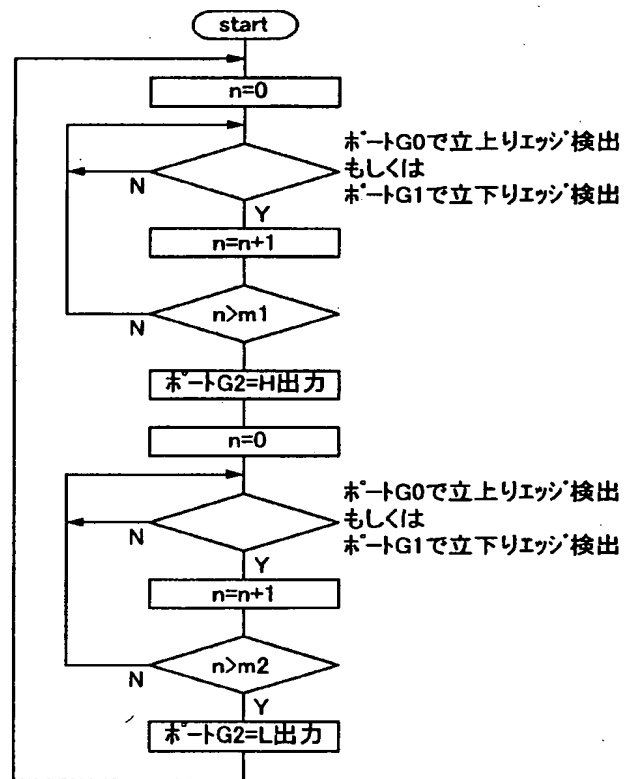 start
n=0
ﾎﾟｰﾄG0で立上りｴｯｼﾞ検出
もしくは
ﾎﾟｰﾄG1で立下りｴｯｼﾞ検出
N
Y
n=n+1
n>m1
N
ﾎﾟｰﾄG2=H出力
n=0
ﾎﾟｰﾄG0で立上りｴｯｼﾞ検出
もしくは
ﾎﾟｰﾄG1で立下りｴｯｼﾞ検出
N
Y
n=n+1
n>m2
N
Y
ﾎﾟｰﾄG2=L出力